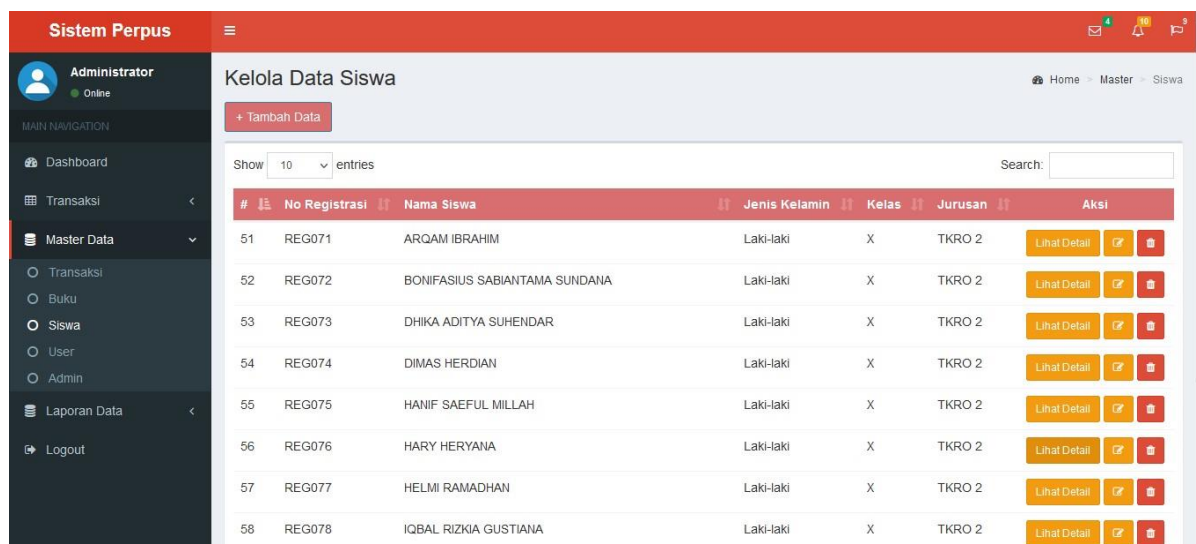 Sistem Perpus
4 10 9
Administrator
Online
Kelola Data Siswa
Home > Master > Siswa
+ Tambah Data
MAIN NAVIGATION
Dashboard
Transaksi
Master Data
Transaksi
Buku
Siswa
User
Admin
Laporan Data
Logout
Show 10 entries Search:
# No Registrasi Nama Siswa Jenis Kelamin Kelas Jurusan Aksi
51 REG071 ARQAM IBRAHIM Laki-laki X TKRO 2 Lihat Detail
52 REG072 BONIFASIUS SABIANTAMA SUNDANA Laki-laki X TKRO 2 Lihat Detail
53 REG073 DHIKA ADITYA SUHENDAR Laki-laki X TKRO 2 Lihat Detail
54 REG074 DIMAS HERDIAN Laki-laki X TKRO 2 Lihat Detail
55 REG075 HANIF SAEFUL MILLAH Laki-laki X TKRO 2 Lihat Detail
56 REG076 HARY HERYANA Laki-laki X TKRO 2 Lihat Detail
57 REG077 HELMI RAMADHAN Laki-laki X TKRO 2 Lihat Detail
58 REG078 IQBAL RIZKIA GUSTIANA Laki-laki X TKRO 2 Lihat Detail